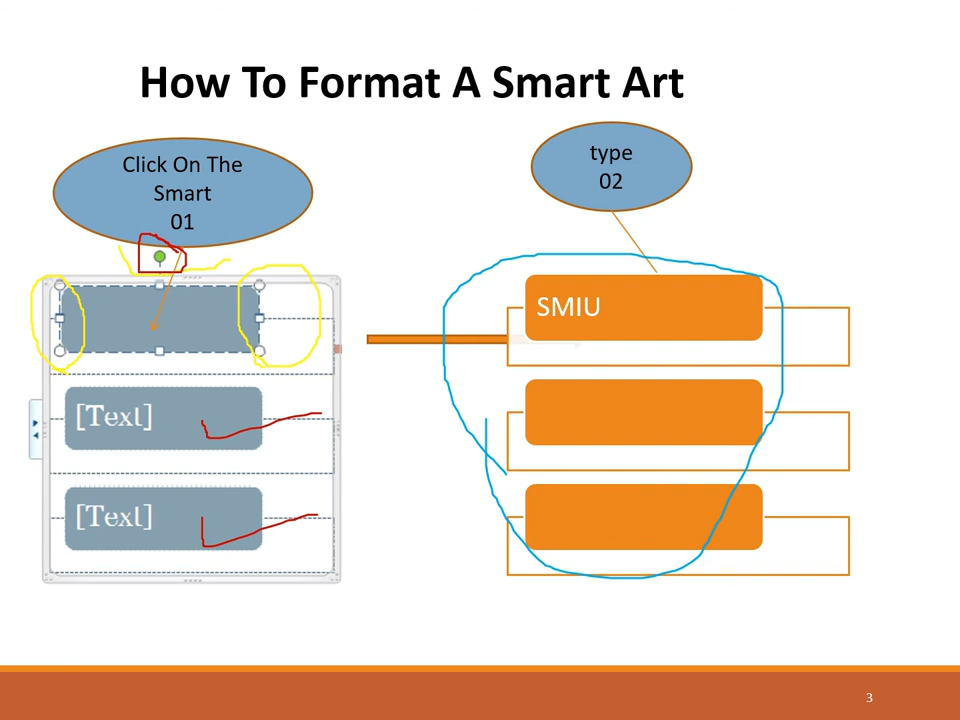 How To Format A Smart Art
Click On The
Smart
01
type
02
SMIU
[Text]
[Text]
3